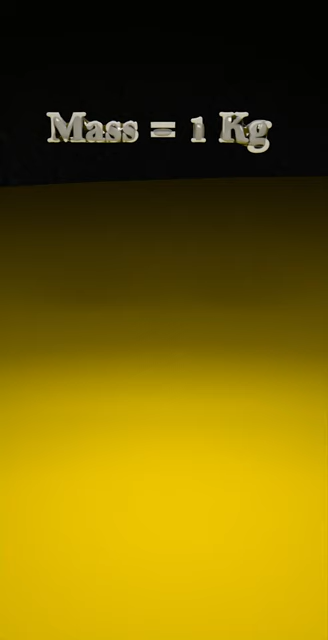 Mass = 1 Kg